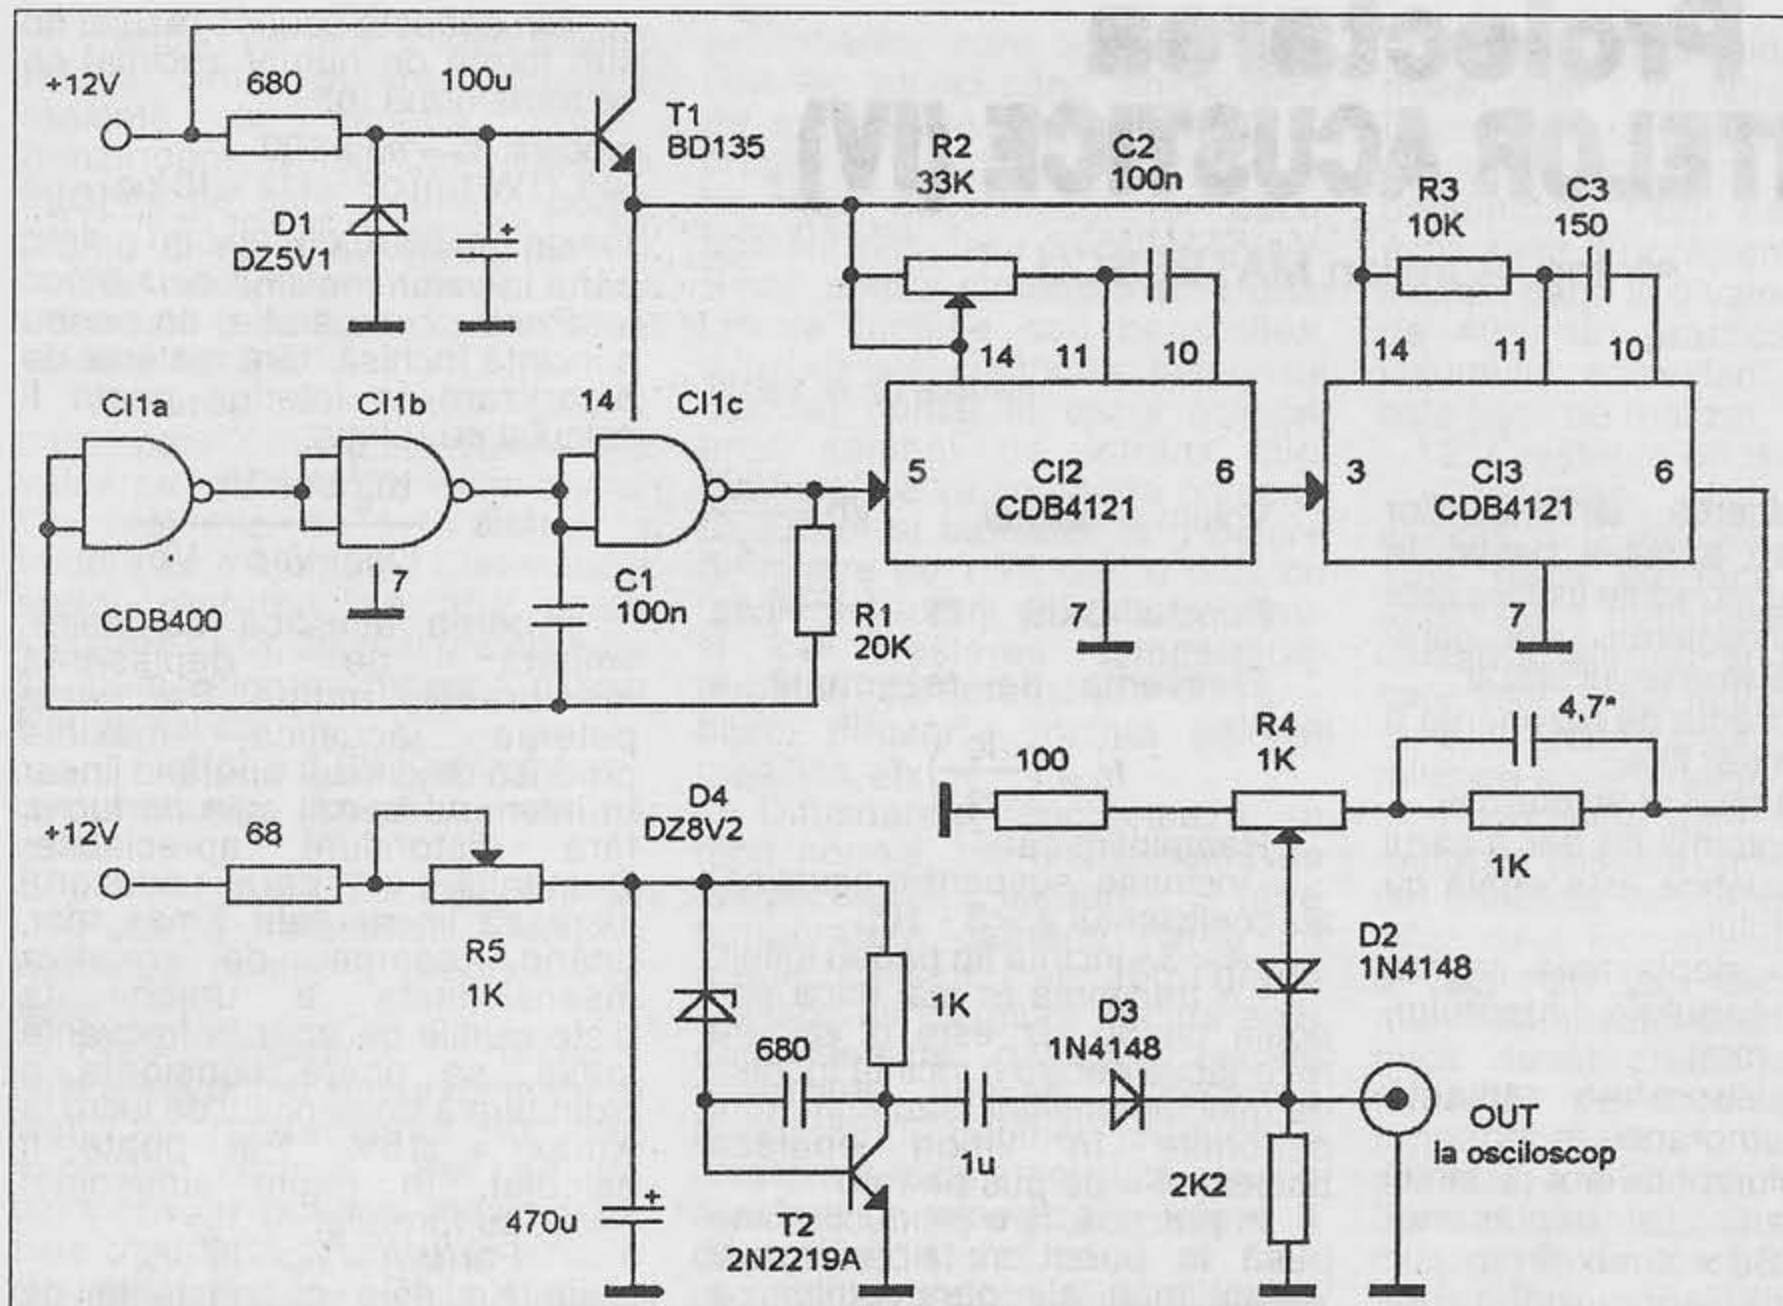 +12V
680
100u
T1
BD135
D1
DZ5V1
R2
33K
C2
100n
R3
10K
C3
150
14
11
10
14
11
10
CI1a
CI1b
14
CI1c
5
CI2
CDB4121
6
3
CI3
CDB4121
6
7
CDB400
C1
100n
R1
20K
7
7
4,7*
100
R4
1K
1K
+12V
68
D4
DZ8V2
R5
1K
1K
D2
1N4148
D3
1N4148
680
1u
OUT
la osciloscop
2K2
470u
T2
2N2219A